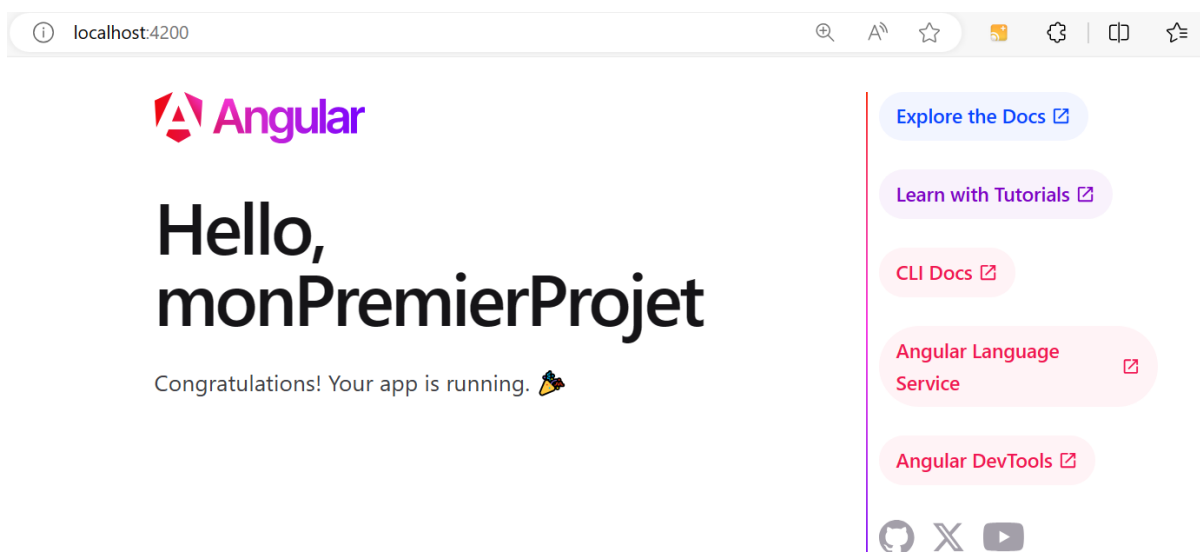 localhost:4200
Angular
Hello,
monPremierProjet
Congratulations! Your app is running. 🎉
Explore the Docs
Learn with Tutorials
CLI Docs
Angular Language
Service
Angular DevTools